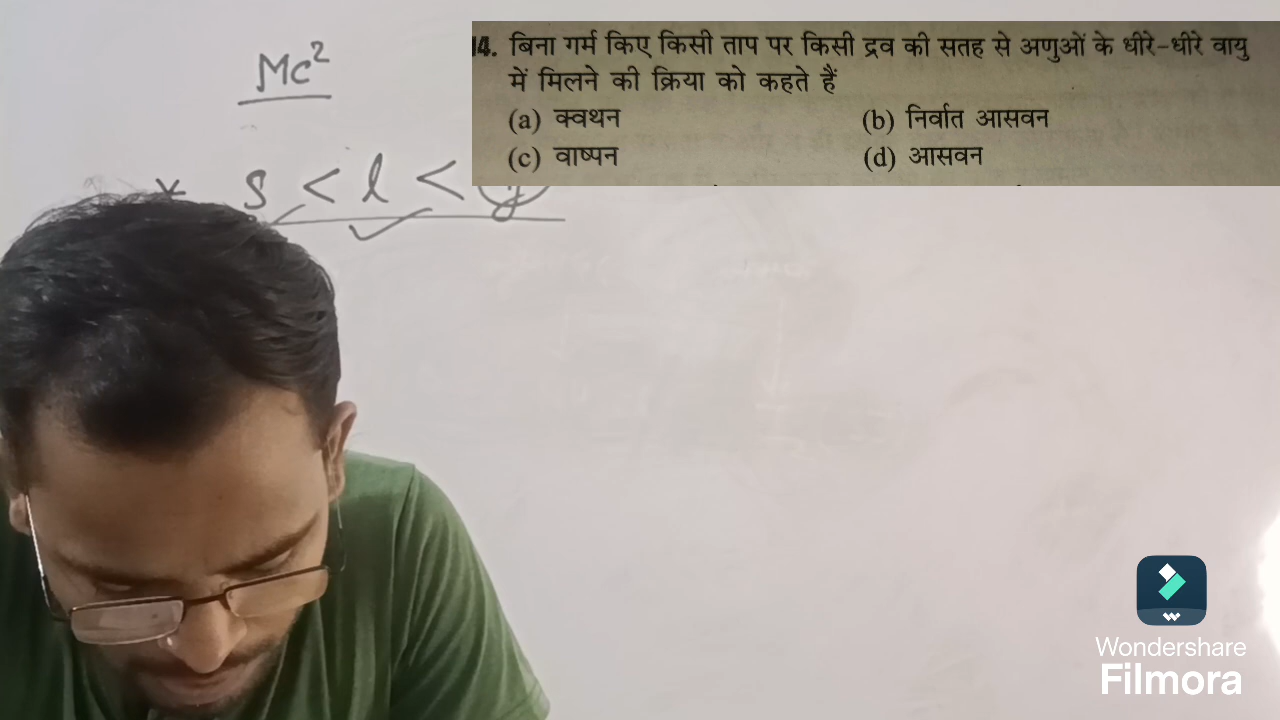 Mc²
* s < l < g
14. बिना गर्म किए किसी ताप पर किसी द्रव की सतह से अणुओं के धीरे-धीरे वायु
में मिलने की क्रिया को कहते हैं
(a) क्वथन (b) निर्वात आसवन
(c) वाष्पन (d) आसवन
Wondershare
Filmora